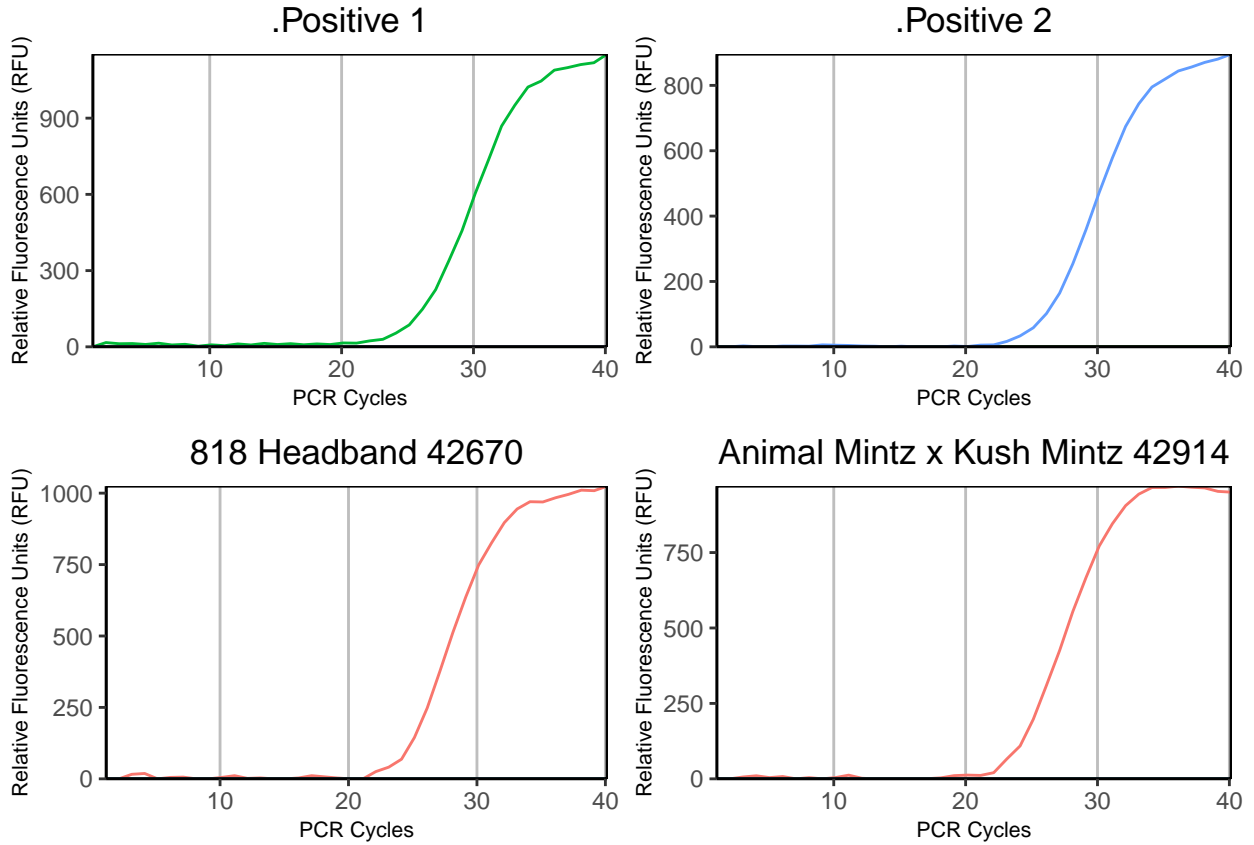 .Positive 1
Relative Fluorescence Units (RFU)
900
600
300
0
10
20
30
40
PCR Cycles
.Positive 2
Relative Fluorescence Units (RFU)
800
600
400
200
0
10
20
30
40
PCR Cycles
818 Headband 42670
Relative Fluorescence Units (RFU)
1000
750
500
250
0
10
20
30
40
PCR Cycles
Animal Mintz x Kush Mintz 42914
Relative Fluorescence Units (RFU)
750
500
250
0
10
20
30
40
PCR Cycles